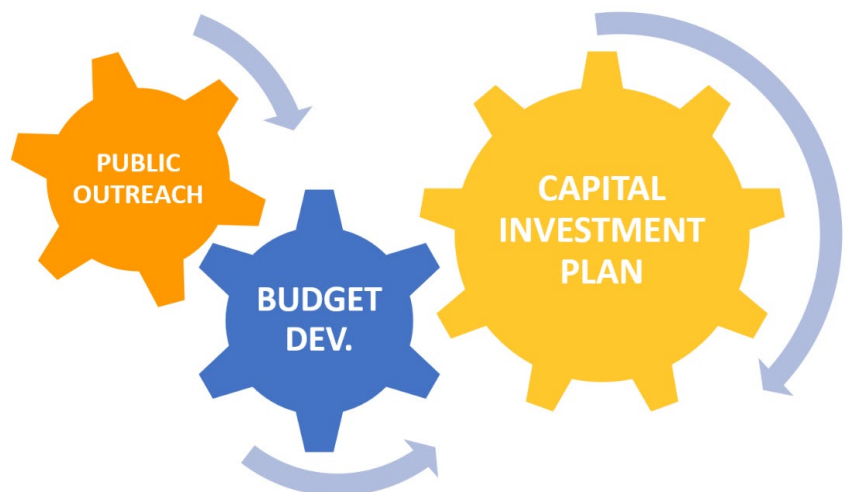 PUBLIC
OUTREACH
BUDGET
DEV.
CAPITAL
INVESTMENT
PLAN